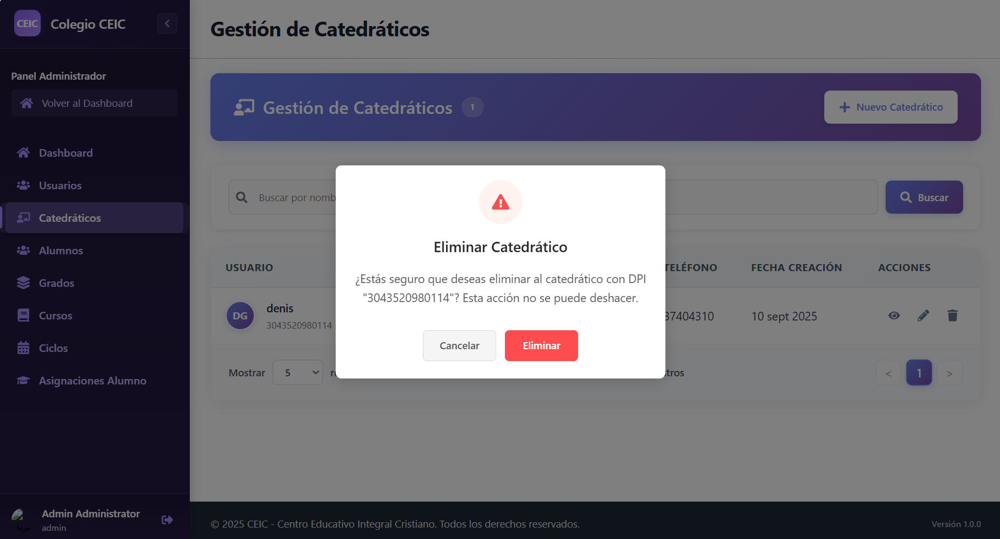 CEIC Colegio CEIC
Panel Administrador
Volver al Dashboard
Dashboard
Usuarios
Catedráticos
Alumnos
Grados
Cursos
Ciclos
Asignaciones Alumno
Admin Administrator
admin
Gestión de Catedráticos
Gestión de Catedráticos 1
+ Nuevo Catedrático
Buscar por nomb
Buscar
USUARIO TELÉFONO FECHA CREACIÓN ACCIONES
DG denis
3043520980114
37404310 10 sept 2025
Mostrar 5
< 1 >
Eliminar Catedrático
¿Estás seguro que deseas eliminar al catedrático con DPI
"3043520980114"? Esta acción no se puede deshacer.
Cancelar Eliminar
© 2025 CEIC - Centro Educativo Integral Cristiano. Todos los derechos reservados.
Versión 1.0.0